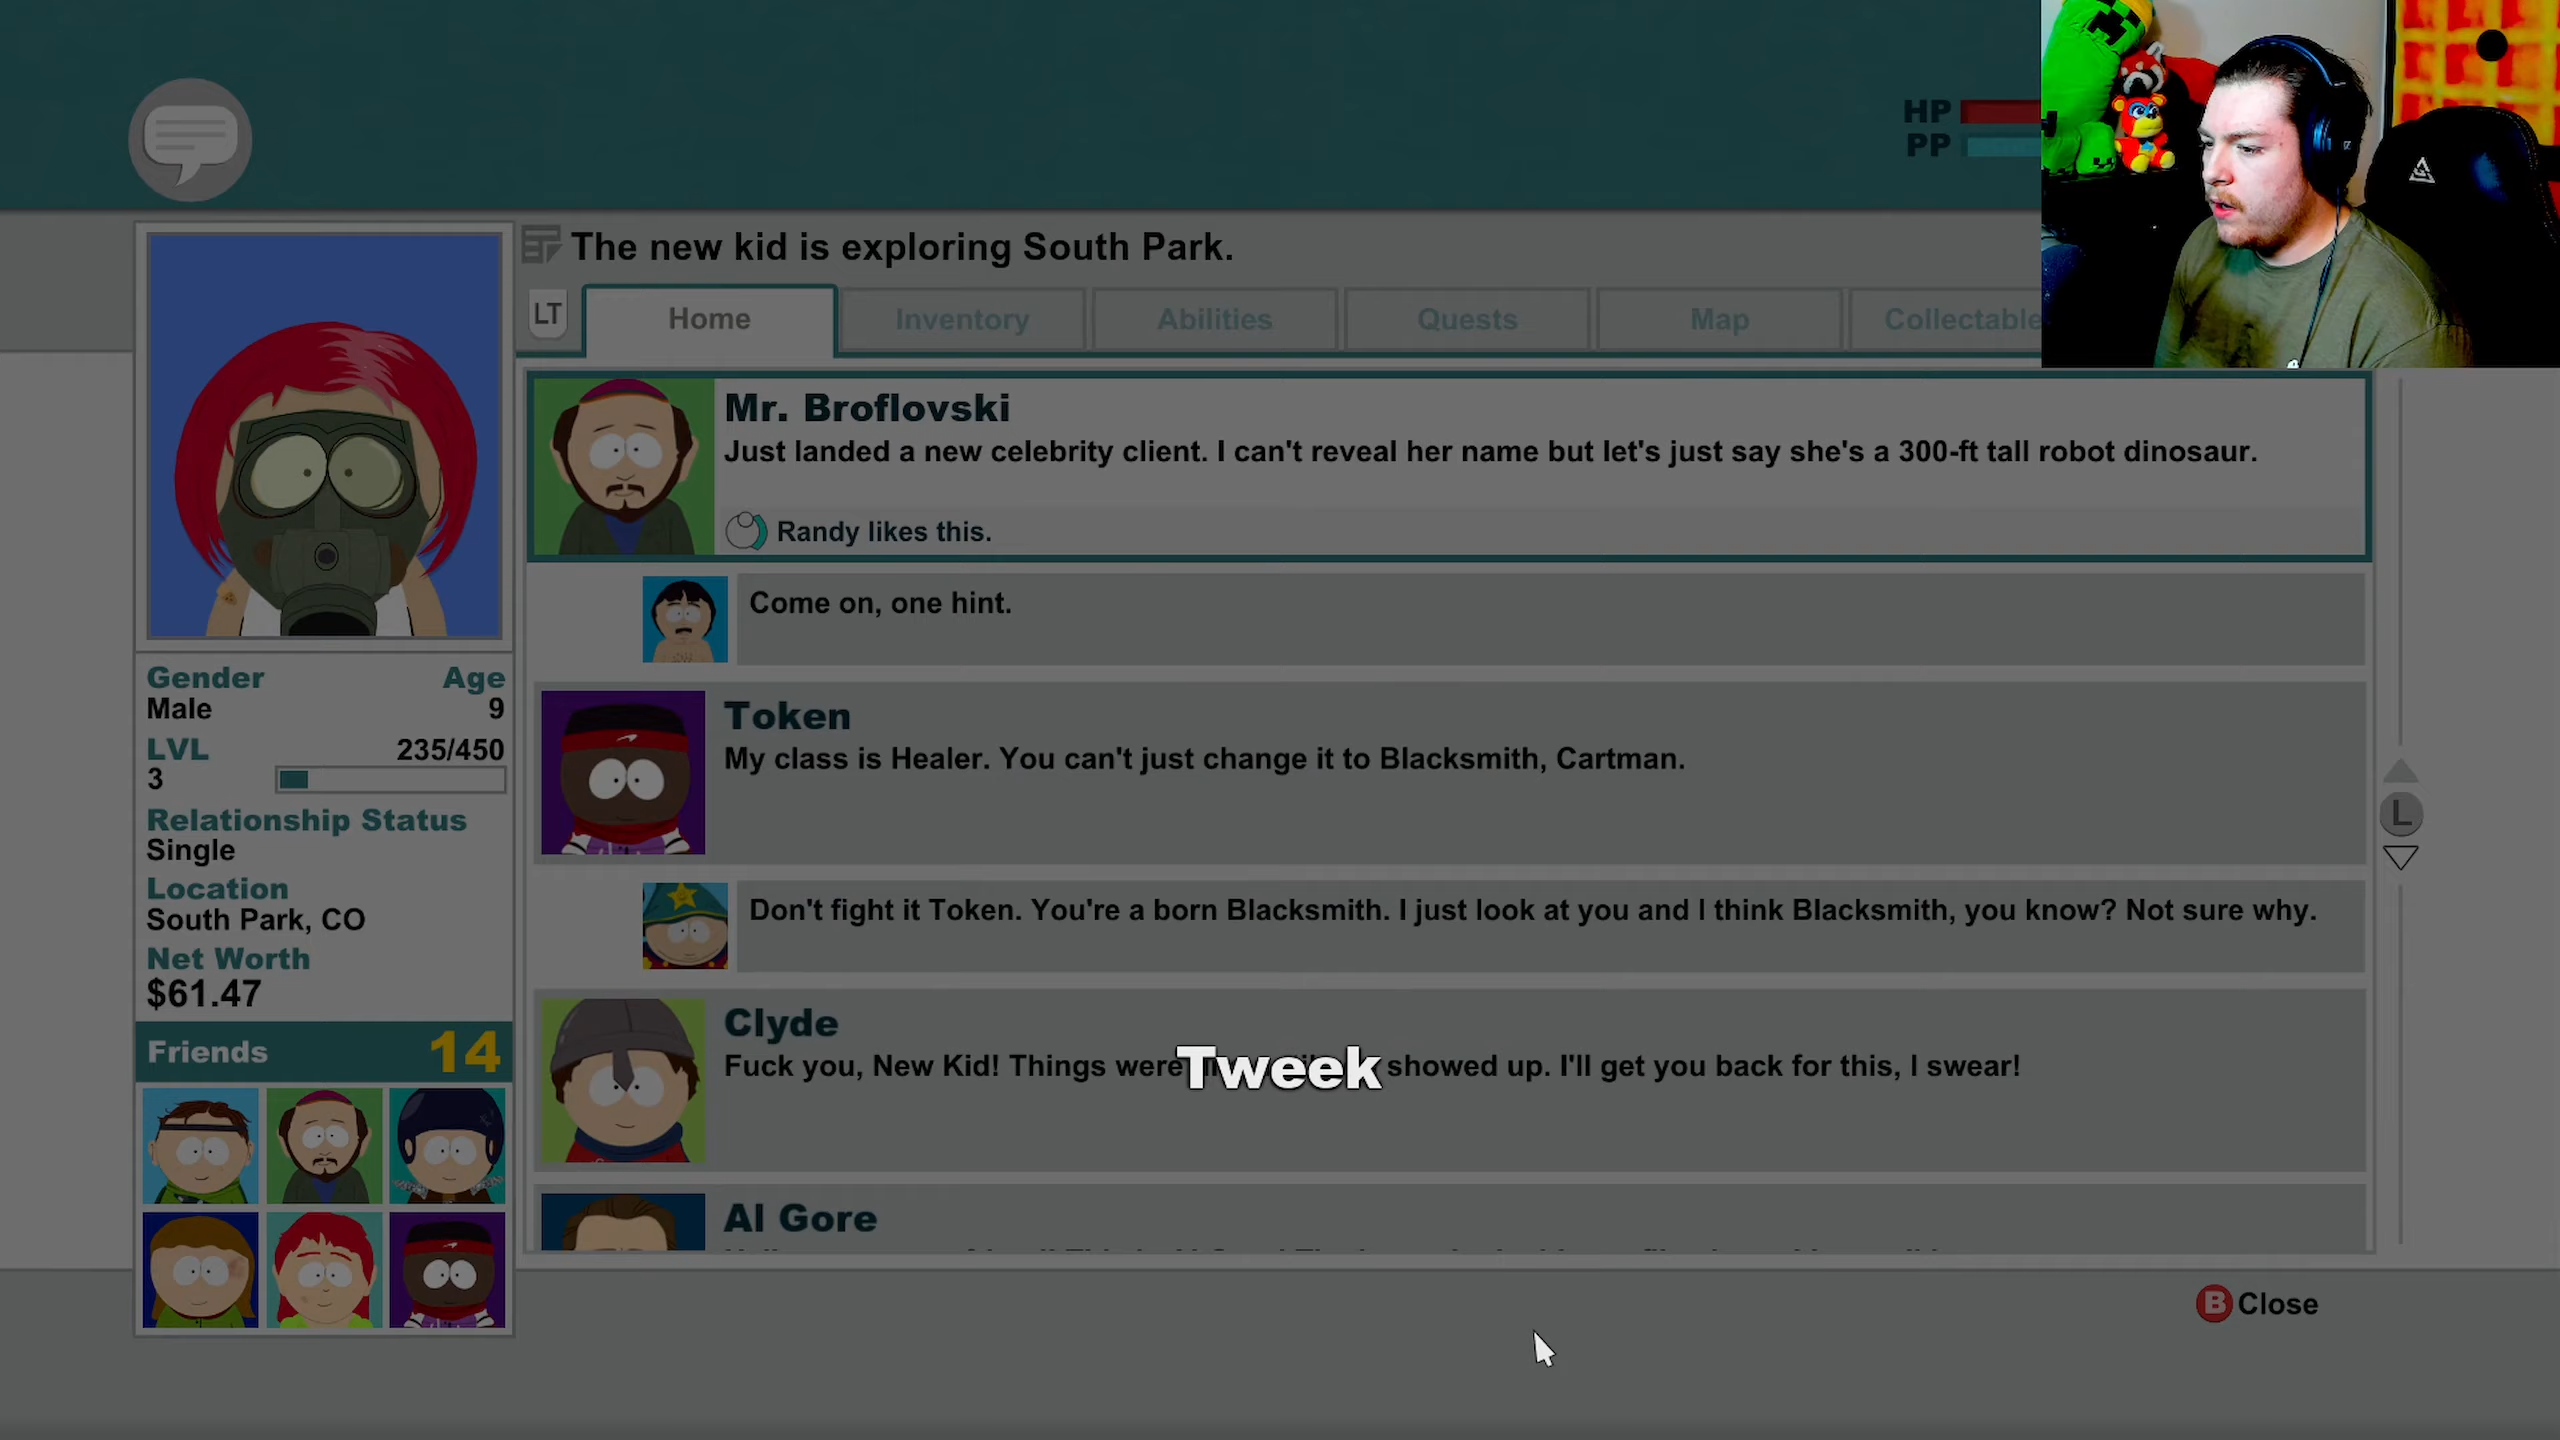 HP
PP
The new kid is exploring South Park.
LT
Home
Inventory
Abilities
Quests
Map
Collectable
Mr. Broflovski
Just landed a new celebrity client. I can't reveal her name but let's just say she's a 300-ft tall robot dinosaur.
Randy likes this.
Come on, one hint.
Token
My class is Healer. You can't just change it to Blacksmith, Cartman.
Don't fight it Token. You're a born Blacksmith. I just look at you and I think Blacksmith, you know? Not sure why.
Clyde
Fuck you, New Kid! Things were showed up. I'll get you back for this, I swear!
Tweek
Al Gore
Gender
Age
Male
9
LVL
235/450
3
Relationship Status
Single
Location
South Park, CO
Net Worth
$61.47
Friends
14
L
B Close